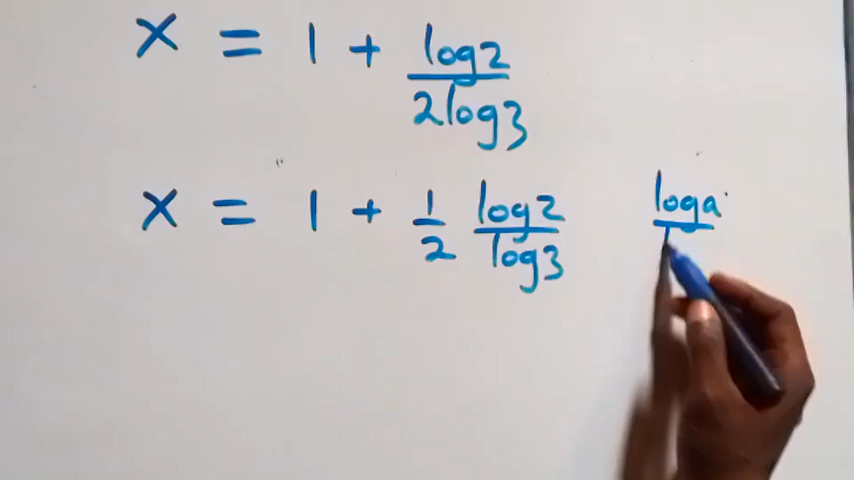 x = 1 + log2/2log3
x = 1 + 1/2 log2/log3
loga